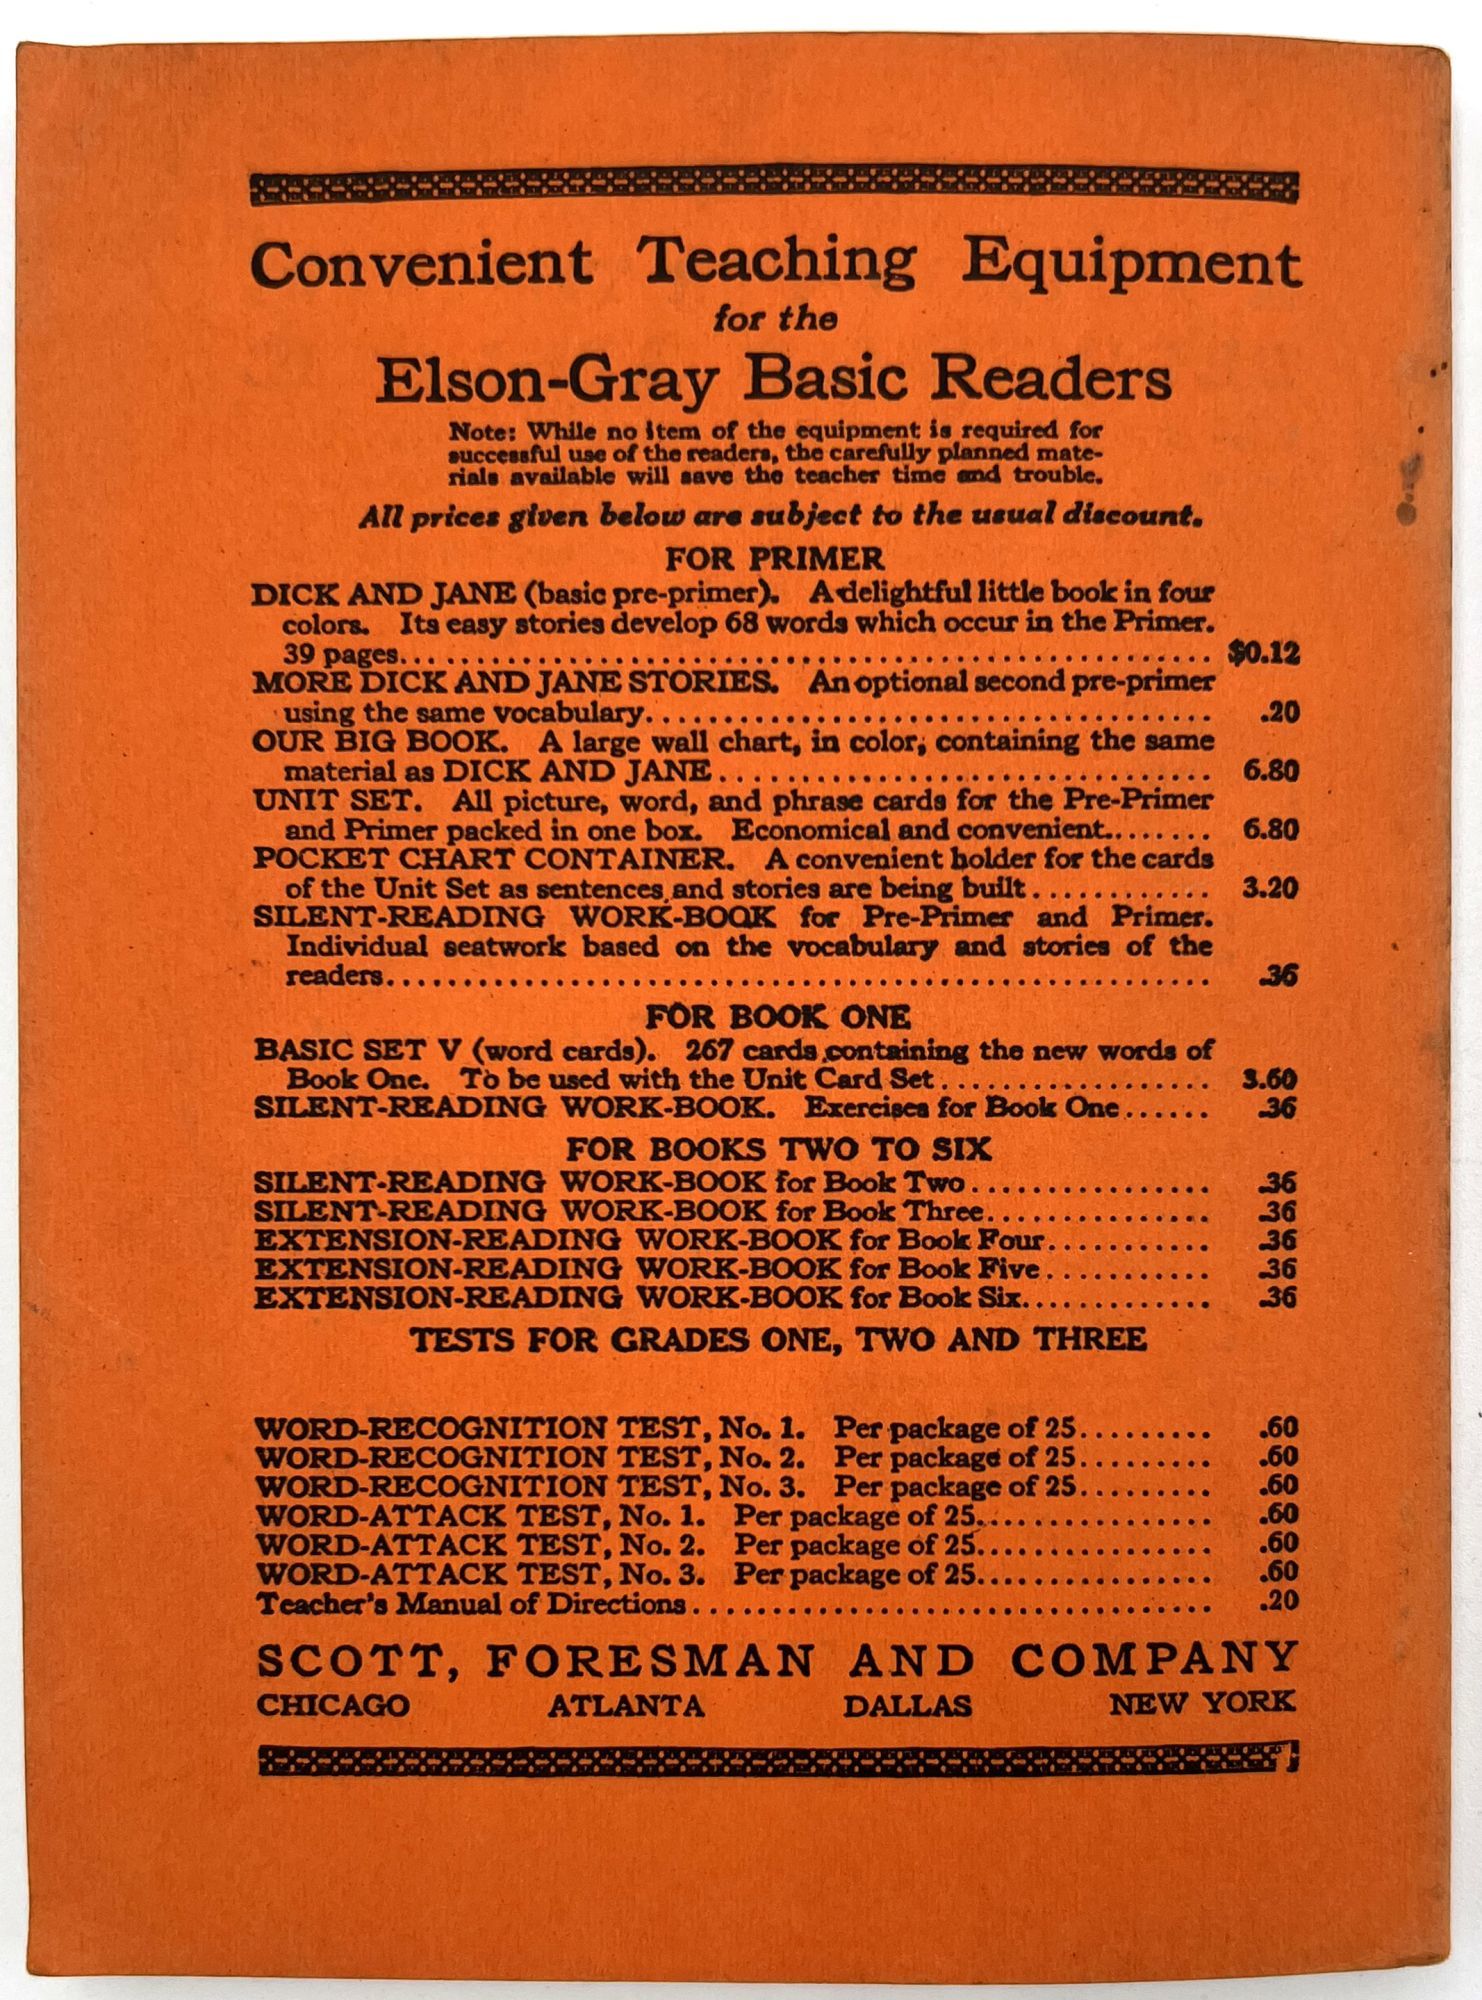 Convenient Teaching Equipment
for the
Elson-Gray Basic Readers
Note: While no item of the equipment is required for
successful use of the readers, the carefully planned mate-
rials available will save the teacher time and trouble.
All prices given below are subject to the usual discount.
FOR PRIMER
DICK AND JANE (basic pre-primer). A delightful little book in four
colors. Its easy stories develop 68 words which occur in the Primer.
39 pages........................................................ $0.12
MORE DICK AND JANE STORIES. An optional second pre-primer
using the same vocabulary..................................... .20
OUR BIG BOOK. A large wall chart, in color, containing the same
material as DICK AND JANE................................ 6.80
UNIT SET. All picture, word, and phrase cards for the Pre-Primer
and Primer packed in one box. Economical and convenient........ 6.80
POCKET CHART CONTAINER. A convenient holder for the cards
of the Unit Set as sentences and stories are being built............ 3.20
SILENT-READING WORK-BOOK for Pre-Primer and Primer.
Individual seatwork based on the vocabulary and stories of the
readers...................................................... .36
FOR BOOK ONE
BASIC SET V (word cards). 267 cards containing the new words of
Book One. To be used with the Unit Card Set.................. 3.60
SILENT-READING WORK-BOOK. Exercises for Book One...... .36
FOR BOOKS TWO TO SIX
SILENT-READING WORK-BOOK for Book Two................ .36
SILENT-READING WORK-BOOK for Book Three............... .36
EXTENSION-READING WORK-BOOK for Book Four........... .36
EXTENSION-READING WORK-BOOK for Book Five........... .36
EXTENSION-READING WORK-BOOK for Book Six............. .36
TESTS FOR GRADES ONE, TWO AND THREE
WORD-RECOGNITION TEST, No. 1. Per package of 25......... .60
WORD-RECOGNITION TEST, No. 2. Per package of 25......... .60
WORD-RECOGNITION TEST, No. 3. Per package of 25......... .60
WORD-ATTACK TEST, No. 1. Per package of 25................ .60
WORD-ATTACK TEST, No. 2. Per package of 25................ .60
WORD-ATTACK TEST, No. 3. Per package of 25................ .60
Teacher's Manual of Directions.................................. .20
SCOTT, FORESMAN AND COMPANY
CHICAGO ATLANTA DALLAS NEW YORK